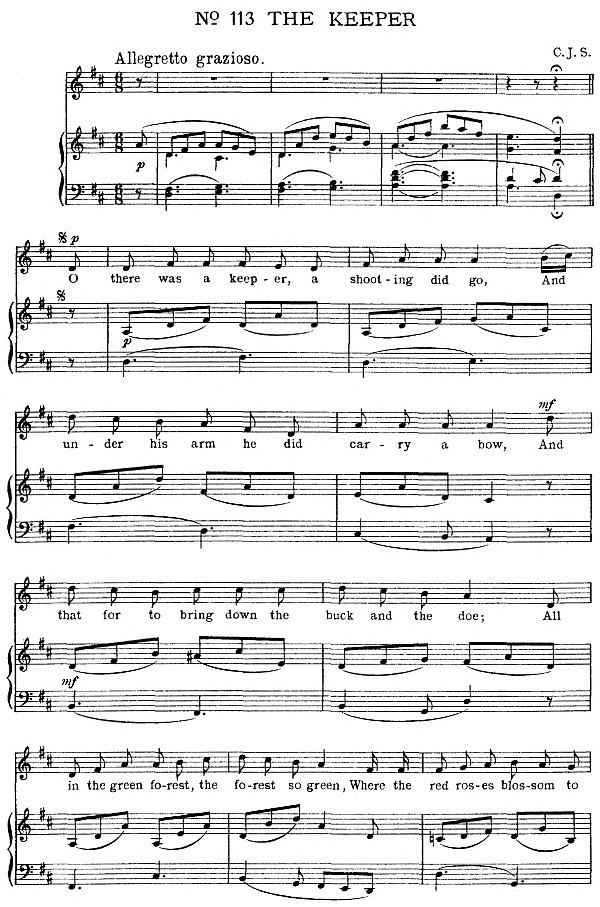 Nº 113 THE KEEPER
C. J. S.
Allegretto grazioso.
p
p
O there was a keep - er, a shoot - ing did go, And
p
mf
un - der his arm he did car - ry a bow, And
that for to bring down the buck and the doe; All
mf
in the green fo- rest, the fo- rest so green, Where the red ros- es blos- som to